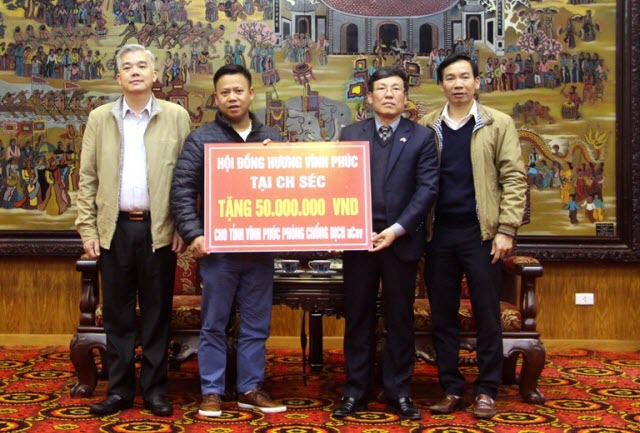 HỘI ĐỒNG HƯƠNG VĨNH PHÚC
TẠI CH SÉC
TẶNG 50.000.000 VND
CHO TỈNH VĨNH PHÚC PHÒNG CHỐNG DỊCH nCov